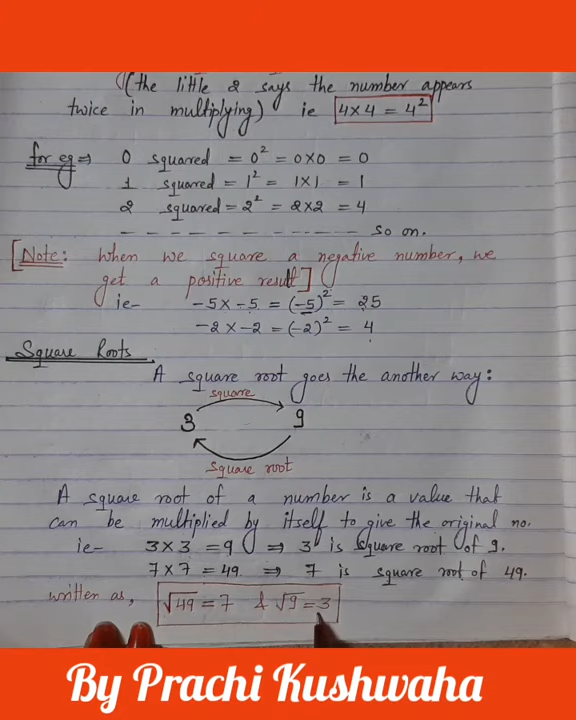 (the little 2 says the number appears
twice in multiplying) ie 4×4 = 4²
for eg ⇒ 0 squared = 0² = 0×0 = 0
1 squared = 1² = 1×1 = 1
2 squared = 2² = 2×2 = 4
– – – – – – – – – – – – – so on.
[Note: When we square a negative number, we
get a positive result]
ie- -5 × -5 = (-5)² = 25
-2 × -2 = (-2)² = 4
Square Roots
A square root goes the another way:
square
3 9
Square root
A square root of a number is a value that
can be multiplied by itself to give the original no.
ie- 3×3 = 9 ⇒ 3 is square root of 9.
7×7 = 49 ⇒ 7 is square root of 49.
written as, √49 = 7 & √9 = 3
By Prachi Kushwaha